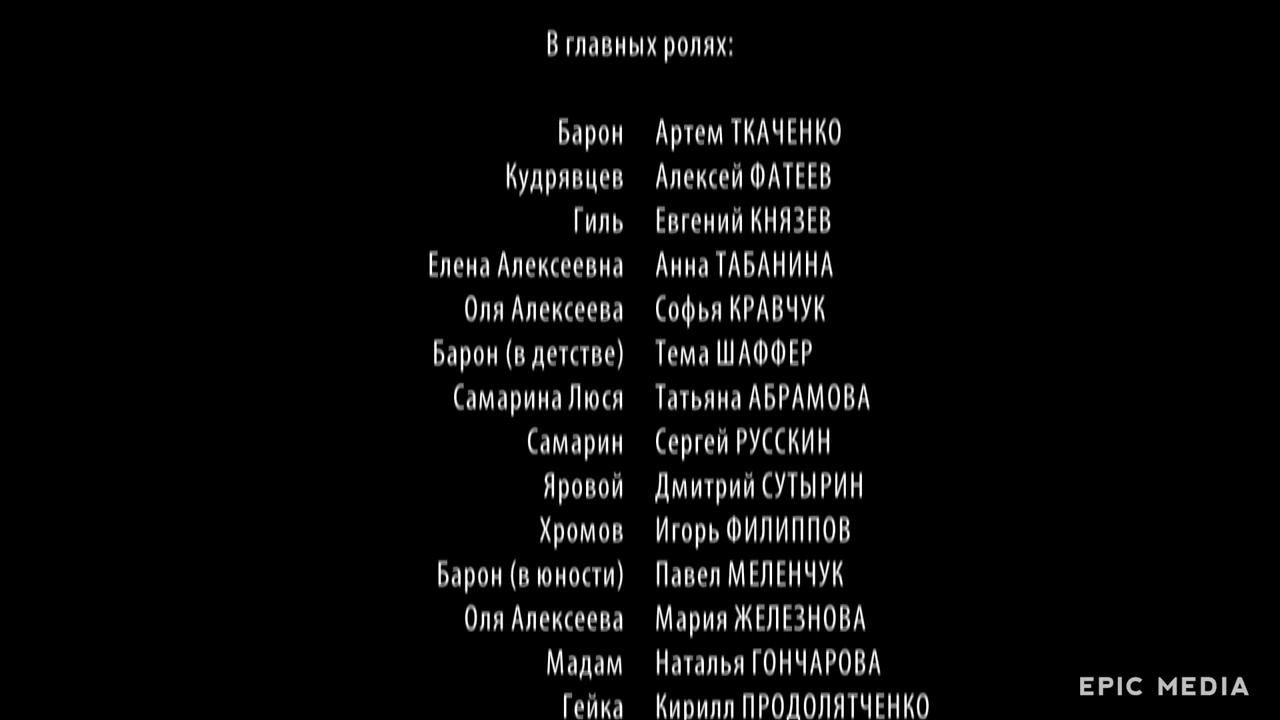 В главных ролях:
Барон Артем ТКАЧЕНКО
Кудрявцев Алексей ФАТЕЕВ
Гиль Евгений КНЯЗЕВ
Елена Алексеевна Анна ТАБАНИНА
Оля Алексеева Софья КРАВЧУК
Барон (в детстве) Тема ШАФФЕР
Самарина Люся Татьяна АБРАМОВА
Самарин Сергей РУССКИН
Яровой Дмитрий СУТЫРИН
Хромов Игорь ФИЛИППОВ
Барон (в юности) Павел МЕЛЕНЧУК
Оля Алексеева Мария ЖЕЛЕЗНОВА
Мадам Наталья ГОНЧАРОВА
Гейка Кирилл ПРОДОЛЯТЧЕНКО
EPIC MEDIA